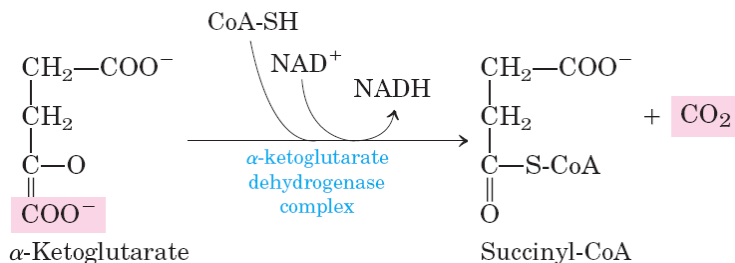 CoA-SH
NAD⁺
NADH
CH₂—COO⁻
CH₂
C—O
COO⁻
α-Ketoglutarate
α-ketoglutarate
dehydrogenase
complex
CH₂—COO⁻
CH₂
C—S-CoA
O
Succinyl-CoA
+ CO₂